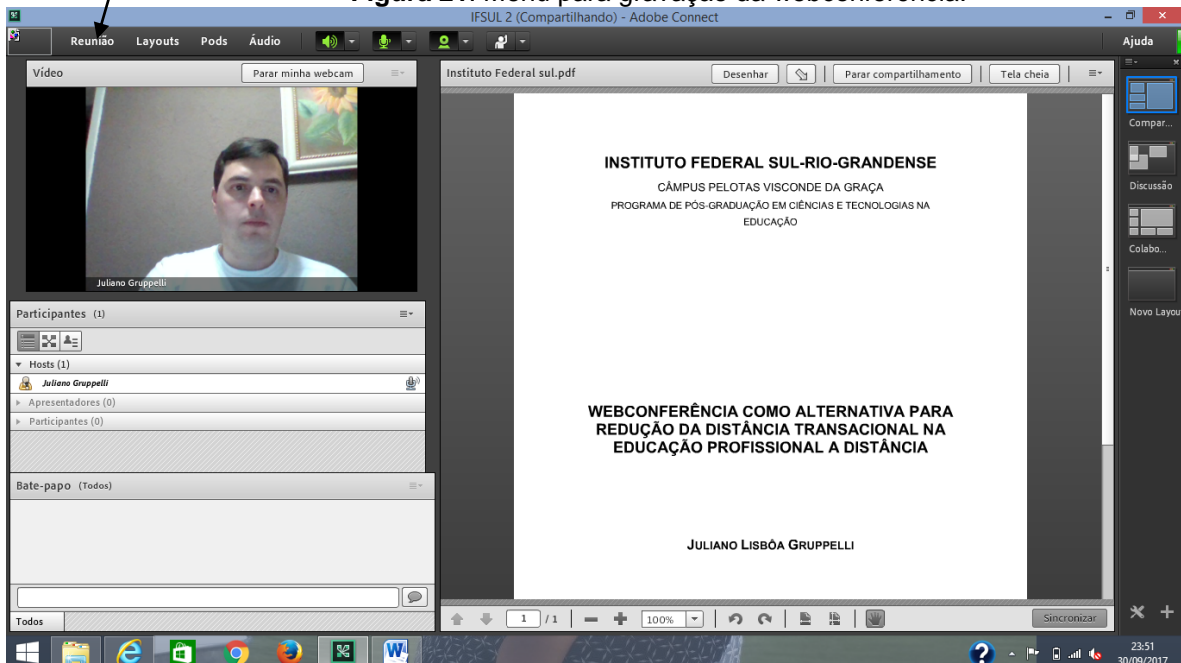 Figura 21: Menu para gravação da webconferência.
IFSUL 2 (Compartilhando) - Adobe Connect
Reunião Layouts Pods Áudio Ajuda
Vídeo Parar minha webcam
Juliano Gruppelli
Participantes (1)
Hosts (1)
Juliano Gruppelli
Apresentadores (0)
Participantes (0)
Bate-papo (Todos)
Todos
Instituto Federal sul.pdf Desenhar Parar compartilhamento Tela cheia
INSTITUTO FEDERAL SUL-RIO-GRANDENSE
CÂMPUS PELOTAS VISCONDE DA GRAÇA
PROGRAMA DE PÓS-GRADUAÇÃO EM CIÊNCIAS E TECNOLOGIAS NA
EDUCAÇÃO
WEBCONFERÊNCIA COMO ALTERNATIVA PARA
REDUÇÃO DA DISTÂNCIA TRANSACIONAL NA
EDUCAÇÃO PROFISSIONAL A DISTÂNCIA
JULIANO LISBÔA GRUPPELLI
1 / 1 100% Sincronizar
Compar...
Discussão
Colabo...
Novo Layou
23:51
30/09/2017